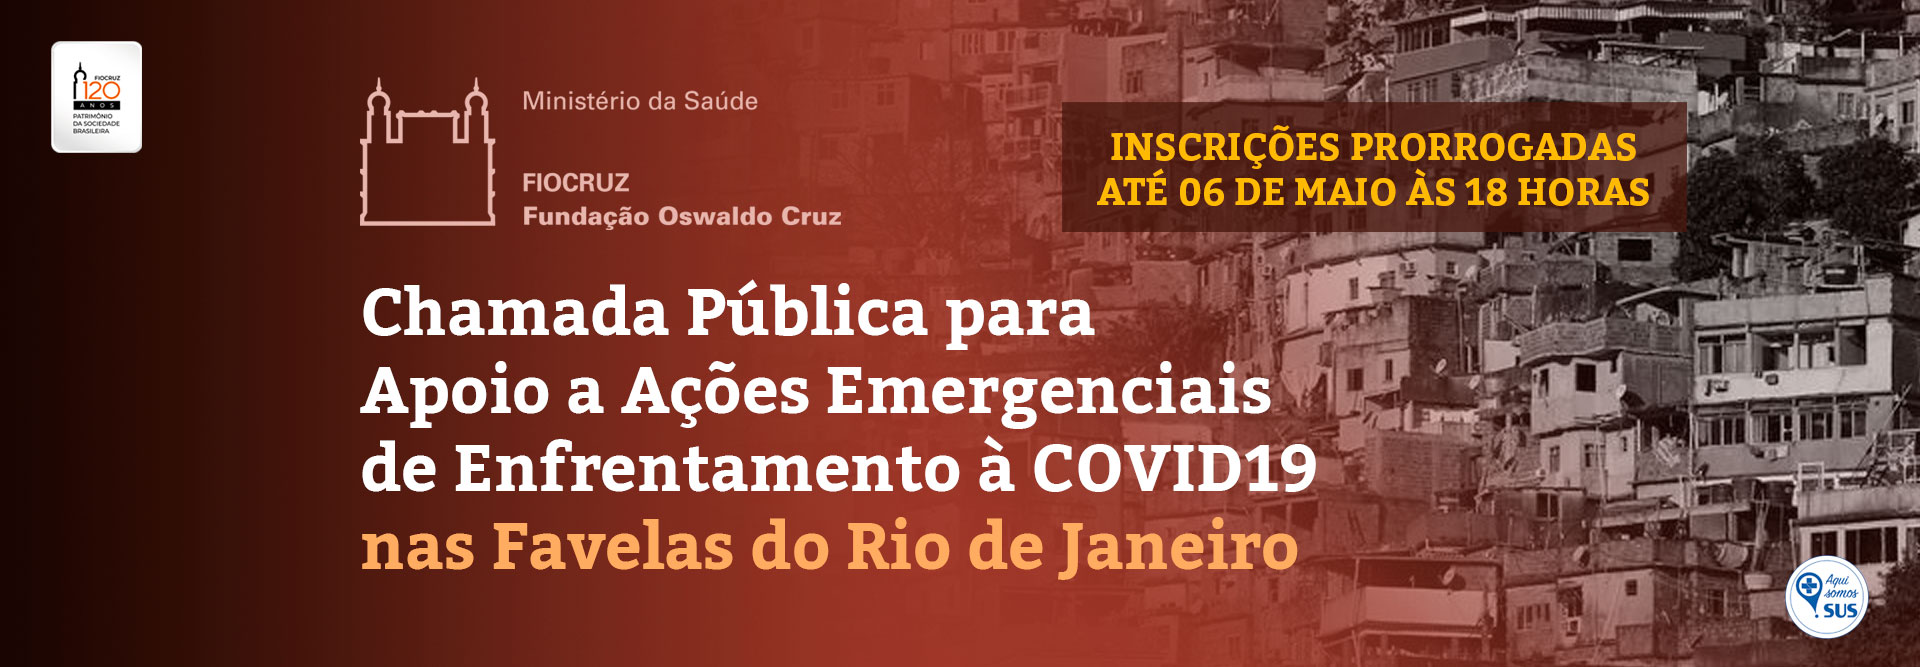 FIOCRUZ
120
ANOS
PATRIMÔNIO
DA SOCIEDADE
BRASILEIRA
Ministério da Saúde
FIOCRUZ
Fundação Oswaldo Cruz
INSCRIÇÕES PRORROGADAS
ATÉ 06 DE MAIO ÀS 18 HORAS
Chamada Pública para
Apoio a Ações Emergenciais
de Enfrentamento à COVID19
nas Favelas do Rio de Janeiro
Aqui
somos
SUS